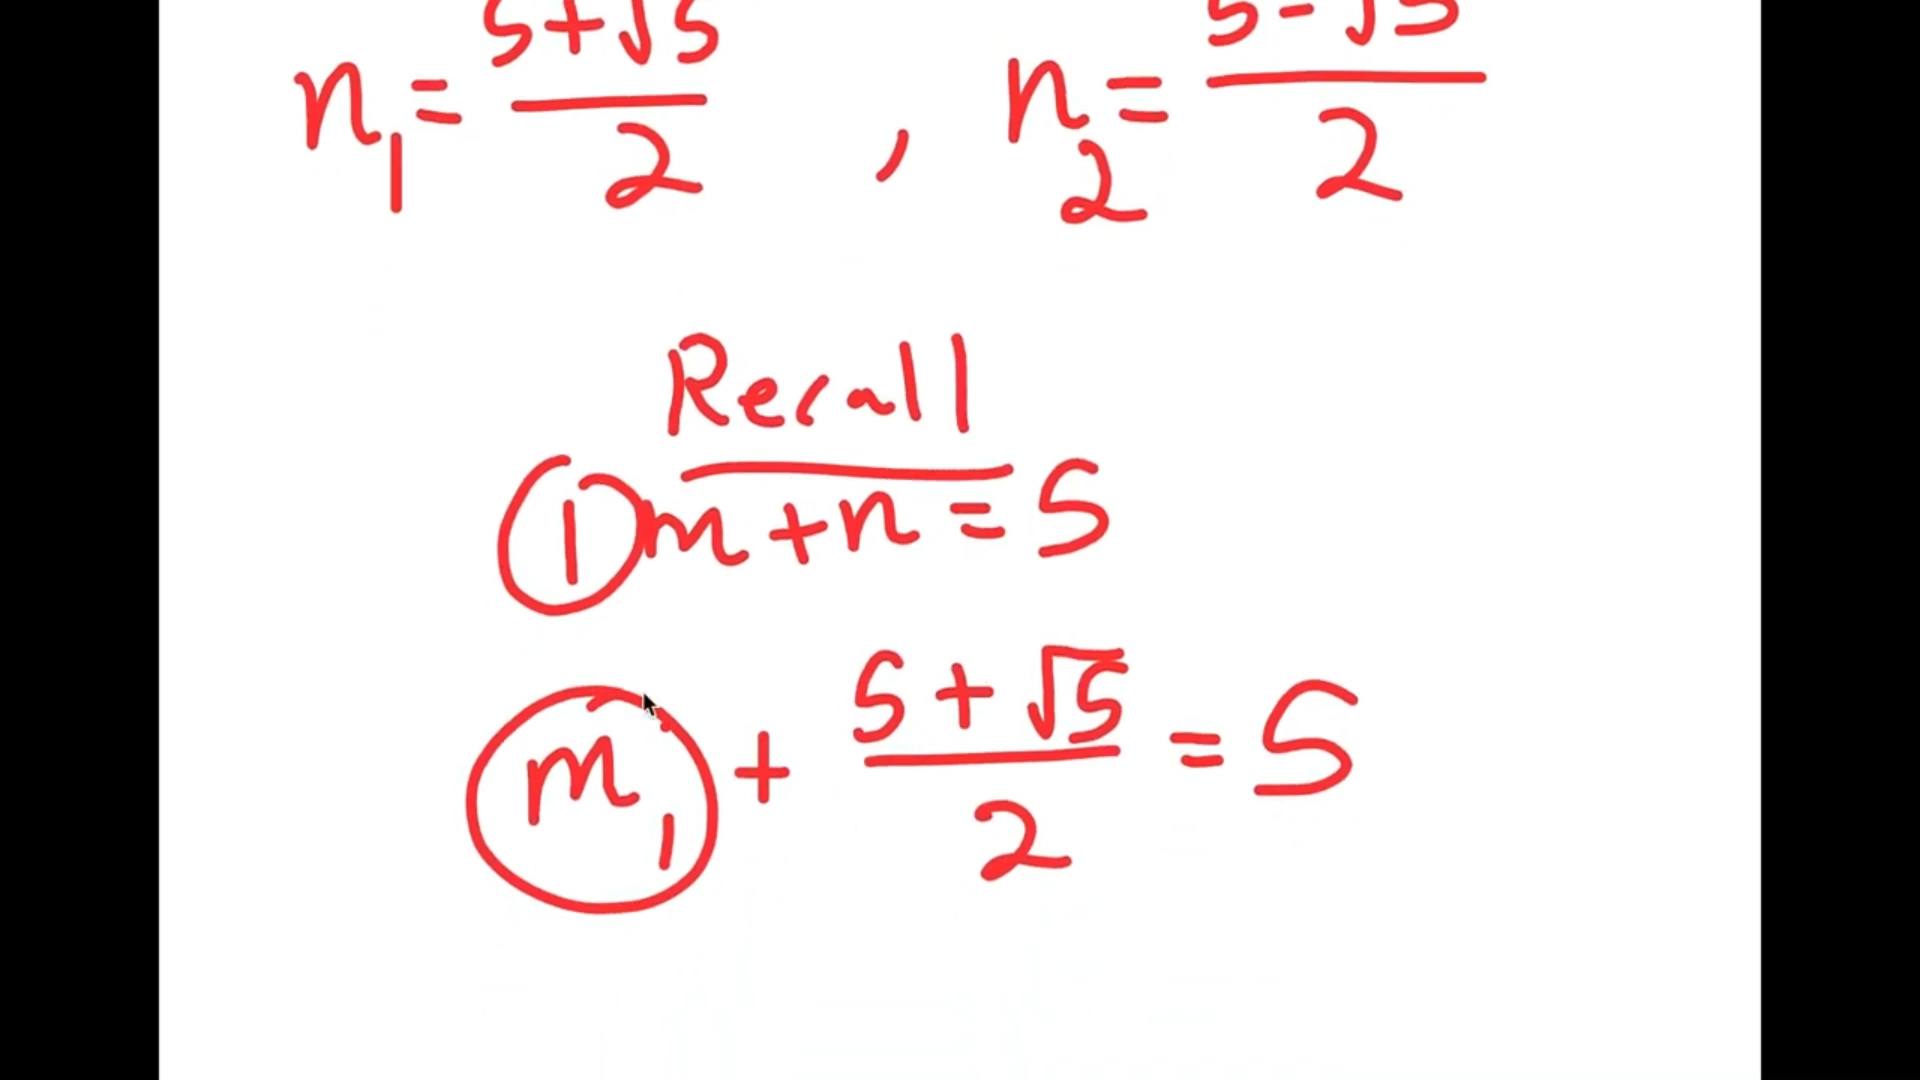 n₁ = (5+√5)/2 , n₂ = (5-√5)/2
Recall
① m + n = 5
m₁ + (5+√5)/2 = 5